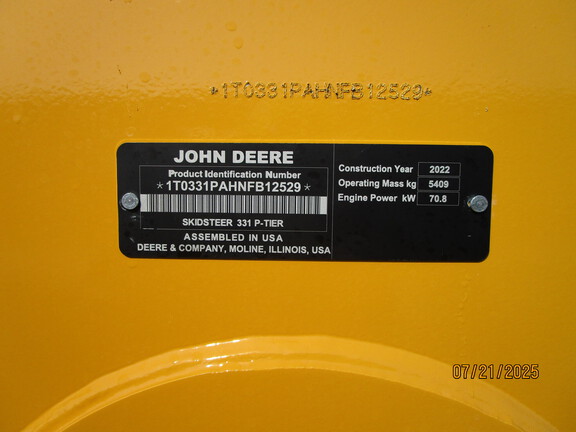 *1T0331PAHNFB12529*
JOHN DEERE
Product Identification Number
*1T0331PAHNFB12529*
SKIDSTEER 331 P-TIER
ASSEMBLED IN USA
DEERE & COMPANY, MOLINE, ILLINOIS, USA
Construction Year 2022
Operating Mass kg 5409
Engine Power kW 70.8
07/21/2025